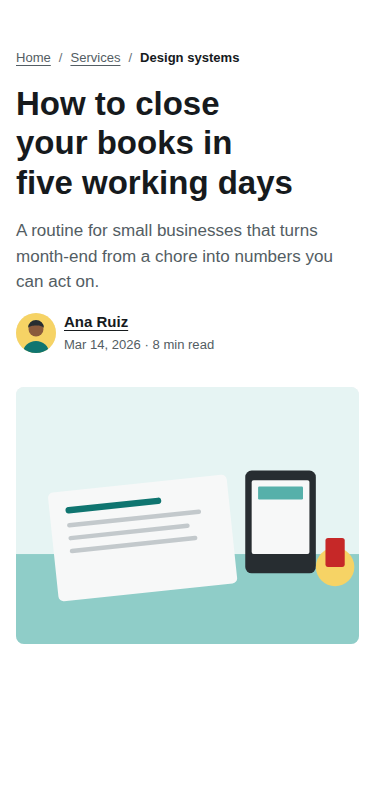 Home / Services / Design systems
How to close
your books in
five working days
A routine for small businesses that turns
month-end from a chore into numbers you
can act on.
Ana Ruiz
Mar 14, 2026 · 8 min read